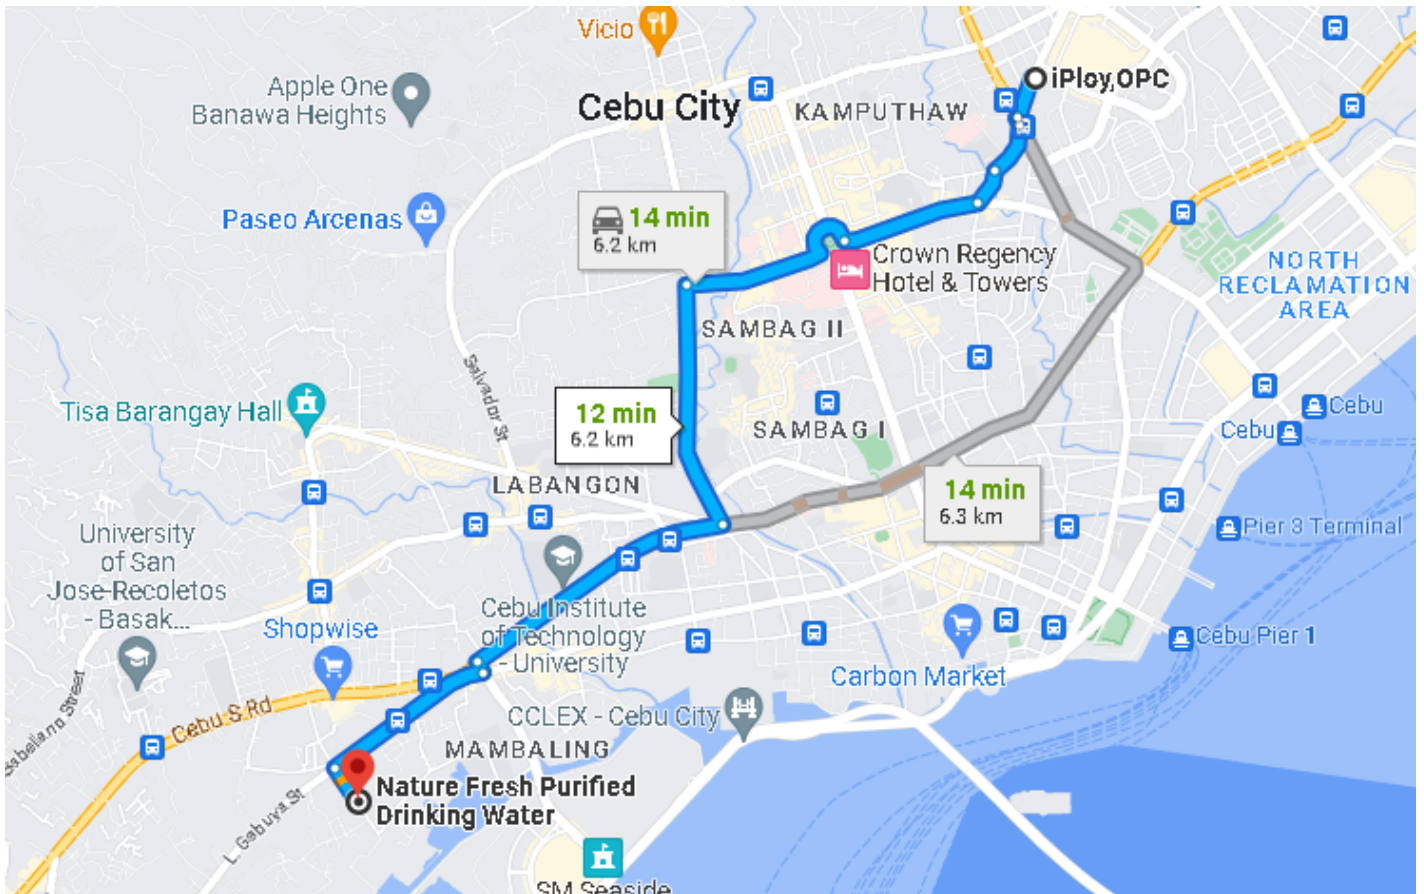 Vicio
Apple One
Banawa Heights
Cebu City
iPloy,OPC
KAMPUTHAW
Paseo Arcenas
14 min
6.2 km
Crown Regency
Hotel & Towers
NORTH
RECLAMATION
AREA
SAMBAG II
Salvador St
Tisa Barangay Hall
12 min
6.2 km
SAMBAG I
Cebu
Cebu
LABANGON
14 min
6.3 km
Pier 3 Terminal
University
of San
Jose-Recoletos
- Basak...
Cebu Institute
of Technology
- University
Shopwise
Cebu Pier 1
Carbon Market
Cebu S Rd
CCLEX - Cebu City
MAMBALING
Nature Fresh Purified
Drinking Water
L. Gabuya St
SM Seaside